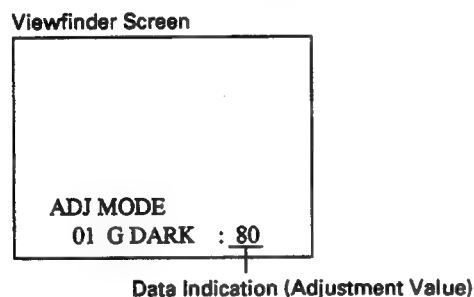 Viewfinder Screen
ADJ MODE
01 G DARK : 80
Data Indication (Adjustment Value)